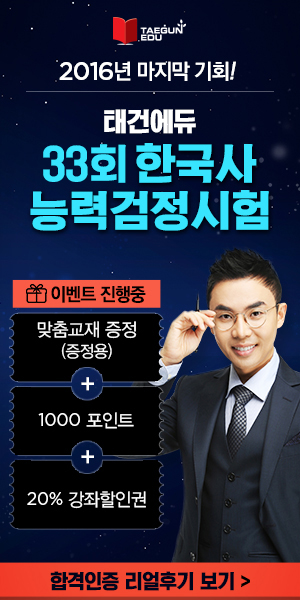 TAEGUN
EDU
2016년 마지막 기회!
태건에듀
33회 한국사
능력검정시험
이벤트 진행중
맞춤교재 증정
(증정용)
+
1000 포인트
+
20% 강좌할인권
합격인증 리얼후기 보기 >